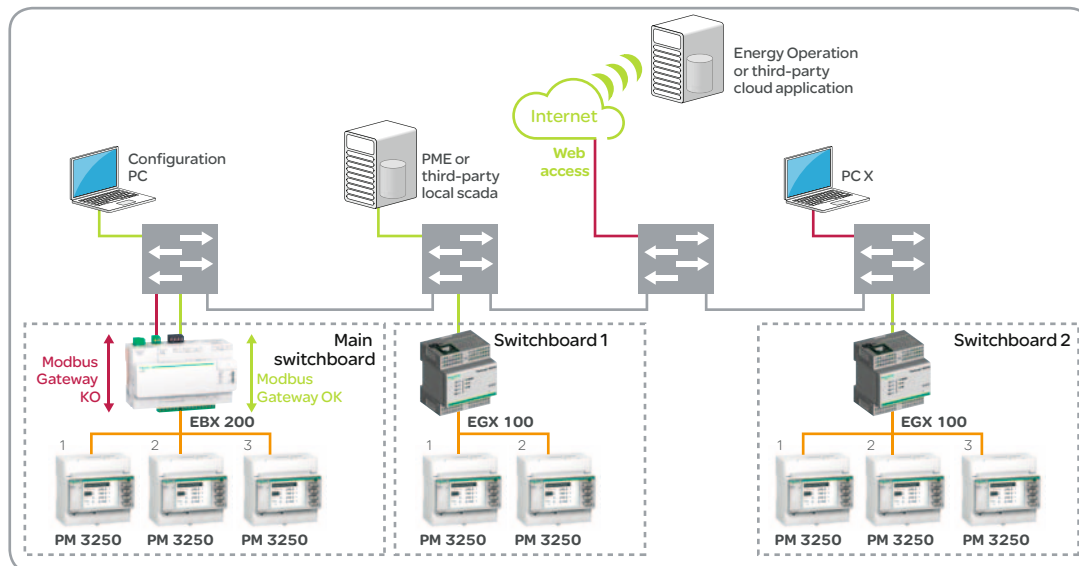 Energy Operation
or third-party
cloud application
Internet
Web
access
Configuration
PC
PME or
third-party
local scada
PC X
Main
switchboard
Modbus
Gateway
KO
Modbus
Gateway OK
EBX 200
1
2
3
PM 3250
PM 3250
PM 3250
Switchboard 1
EGX 100
1
2
PM 3250
PM 3250
Switchboard 2
EGX 100
1
2
3
PM 3250
PM 3250
PM 3250